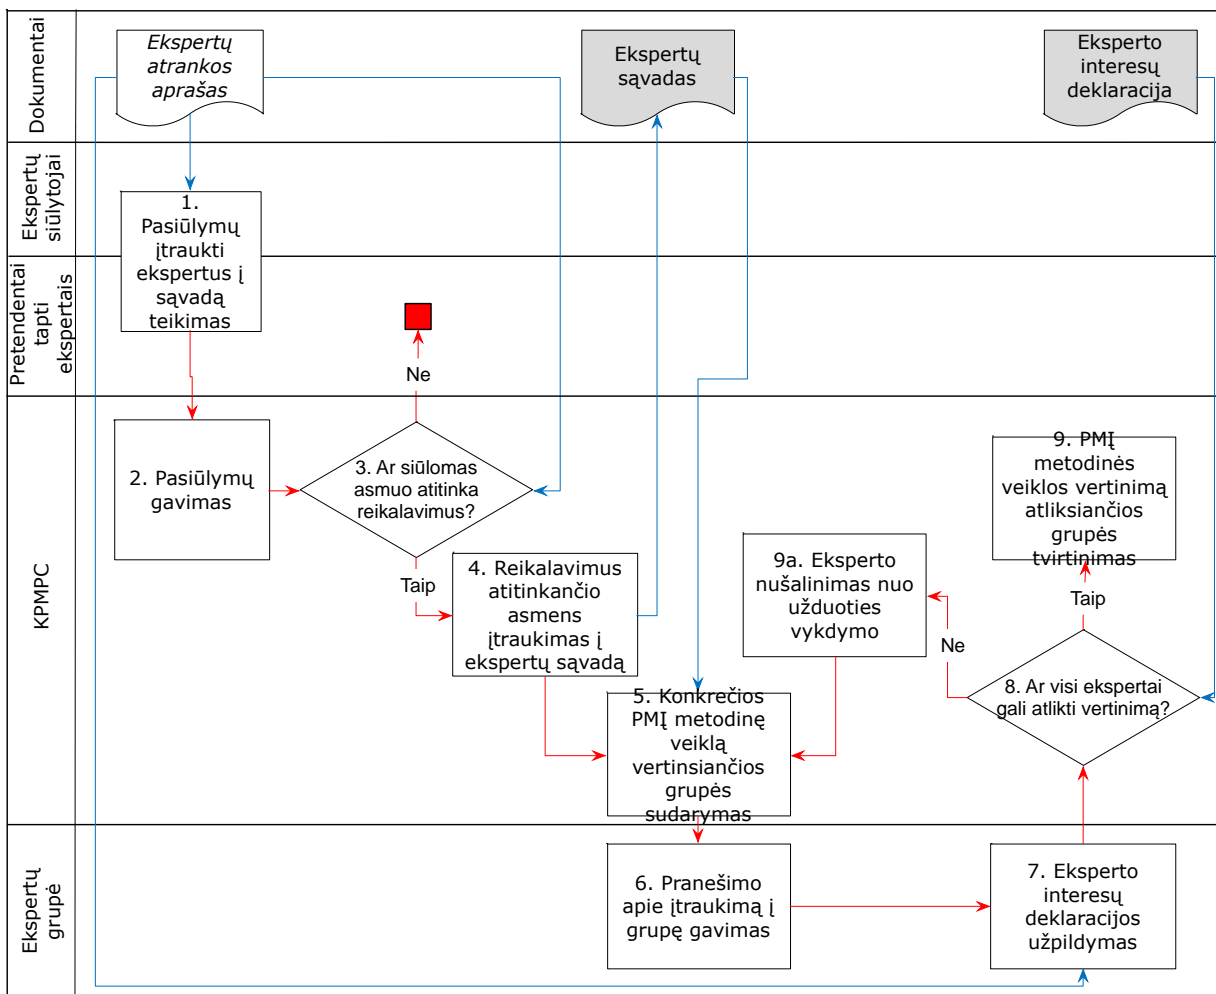 Dokumentai
Ekspertų
atrankos
aprašas
Ekspertų
sąvadas
Eksperto
interesų
deklaracija
Ekspertų
siūlytojai
1.
Pasiūlymų
įtraukti
ekspertus į
sąvadą
teikimas
Pretendentai
tapti
ekspertais
Ne
KPMPC
2. Pasiūlymų
gavimas
3. Ar siūlomas
asmuo atitinka
reikalavimus?
Taip
4. Reikalavimus
atitinkančio
asmens
įtraukimas į
ekspertų sąvadą
9a. Eksperto
nušalinimas nuo
užduoties
vykdymo
9. PMĮ
metodinės
veiklos vertinimą
atliksiančios
grupės
tvirtinimas
Taip
Ne
8. Ar visi ekspertai
gali atlikti vertinimą?
5. Konkrečios
PMĮ metodinę
veiklą
vertinsiančios
grupės
sudarymas
Ekspertų
grupė
6. Pranešimo
apie įtraukimą į
grupę gavimas
7. Eksperto
interesų
deklaracijos
užpildymas